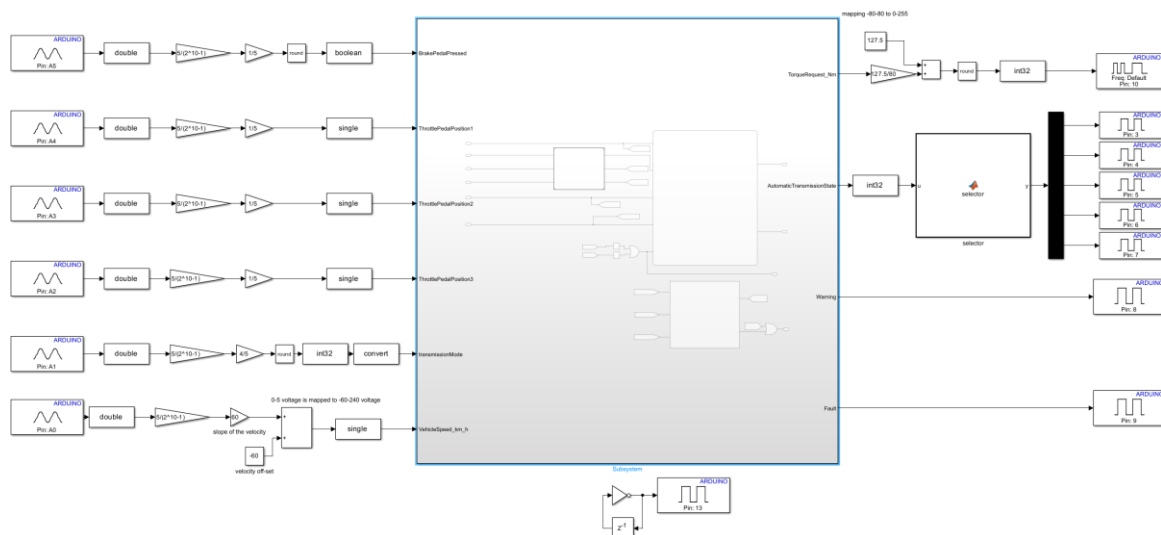 mapping -80-80 to 0-255
ARDUINO
Pin: A5
double
5/(2^10-1)
1/5
round
boolean
BrakePedalPressed
ARDUINO
Pin: A4
double
5/(2^10-1)
1/5
single
ThrottlePedalPosition1
ARDUINO
Pin: A3
double
5/(2^10-1)
1/5
single
ThrottlePedalPosition2
ARDUINO
Pin: A2
double
5/(2^10-1)
1/5
single
ThrottlePedalPosition3
ARDUINO
Pin: A1
double
5/(2^10-1)
4/5
round
int32
convert
transmissionMode
0-5 voltage is mapped to -60-240 voltage
ARDUINO
Pin: A0
double
5/(2^10-1)
60
slope of the velocity
+
+
-60
velocity off-set
single
VehicleSpeed_km_h
Subsystem
TorqueRequest_Nm
127.5
127.5/80
+
+
round
int32
ARDUINO
Freq: Default
Pin: 10
AutomaticTransmissionState
int32
u
selector
y
selector
ARDUINO
Pin: 3
ARDUINO
Pin: 4
ARDUINO
Pin: 5
ARDUINO
Pin: 6
ARDUINO
Pin: 7
Warning
ARDUINO
Pin: 8
Fault
ARDUINO
Pin: 9
ARDUINO
Pin: 13
z-1